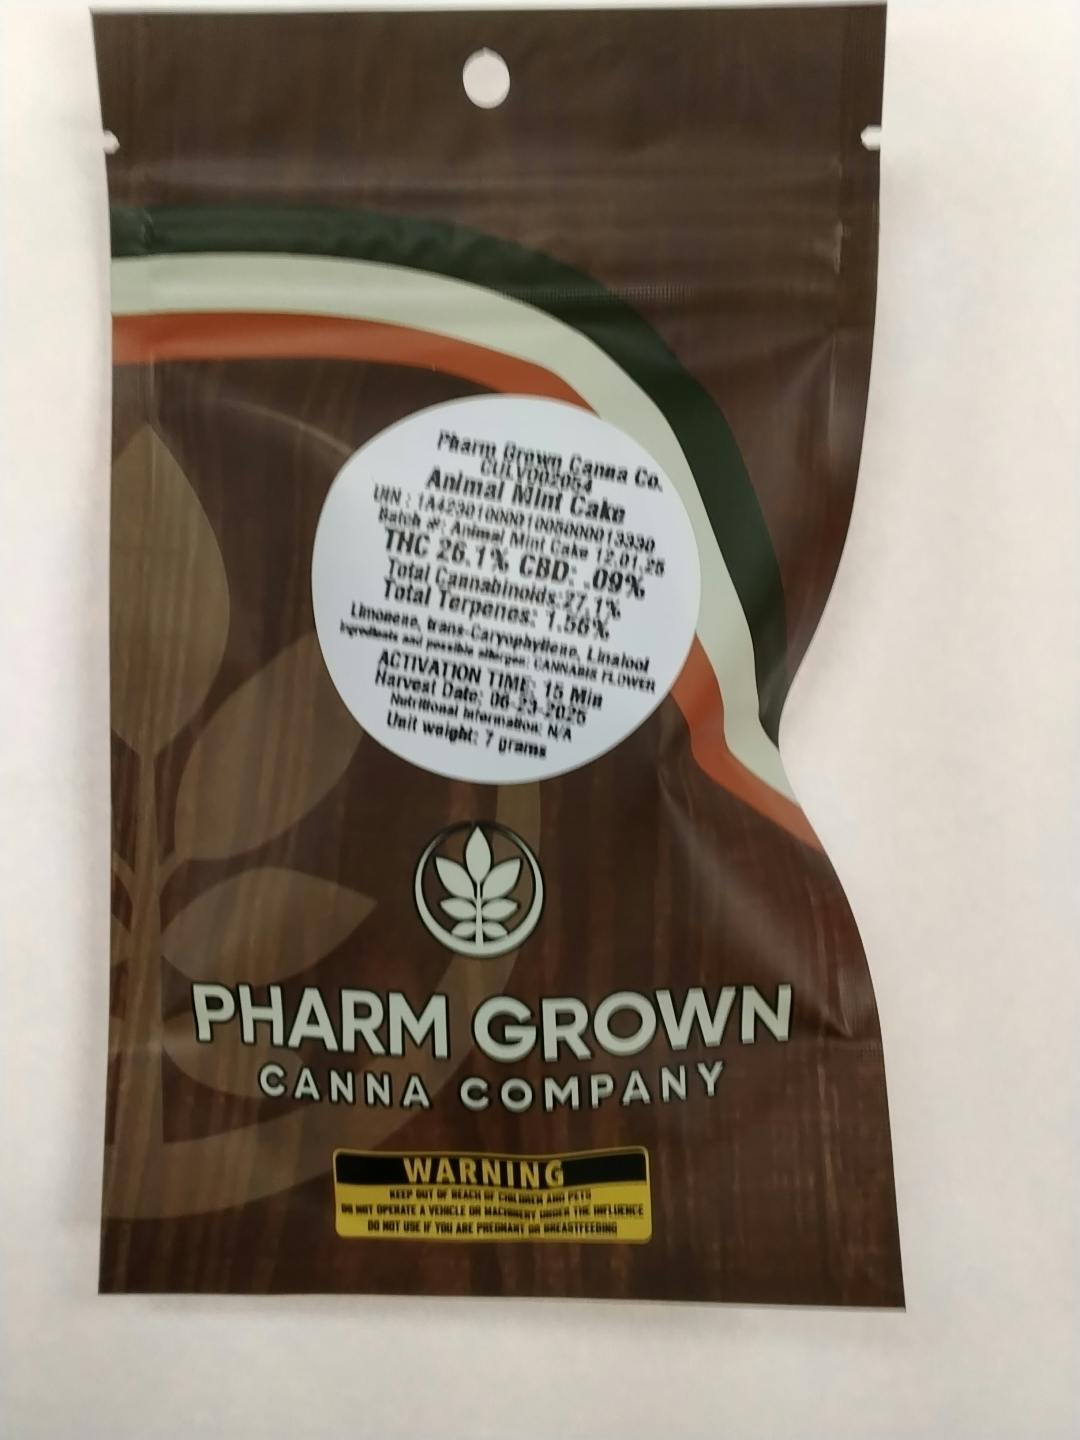 Pharm Grown Canna Co.
CULV002054
Animal Mint Cake
UIN : 1A4230100001005000013330
Batch #: Animal Mint Cake 12.01.25
THC 26.1% CBD: .09%
Total Cannabinoids:27.1%
Total Terpenes: 1.56%
Limonene, trans-Caryophyllene, Linalool
Ingredients and possible allergen: CANNABIS FLOWER
ACTIVATION TIME: 15 Min
Harvest Date: 06-23-2025
Nutritional Information: N/A
Unit weight: 7 grams
PHARM GROWN
CANNA COMPANY
WARNING
KEEP OUT OF REACH OF CHILDREN AND PETS
DO NOT OPERATE A VEHICLE OR MACHINERY UNDER THE INFLUENCE
DO NOT USE IF YOU ARE PREGNANT OR BREASTFEEDING